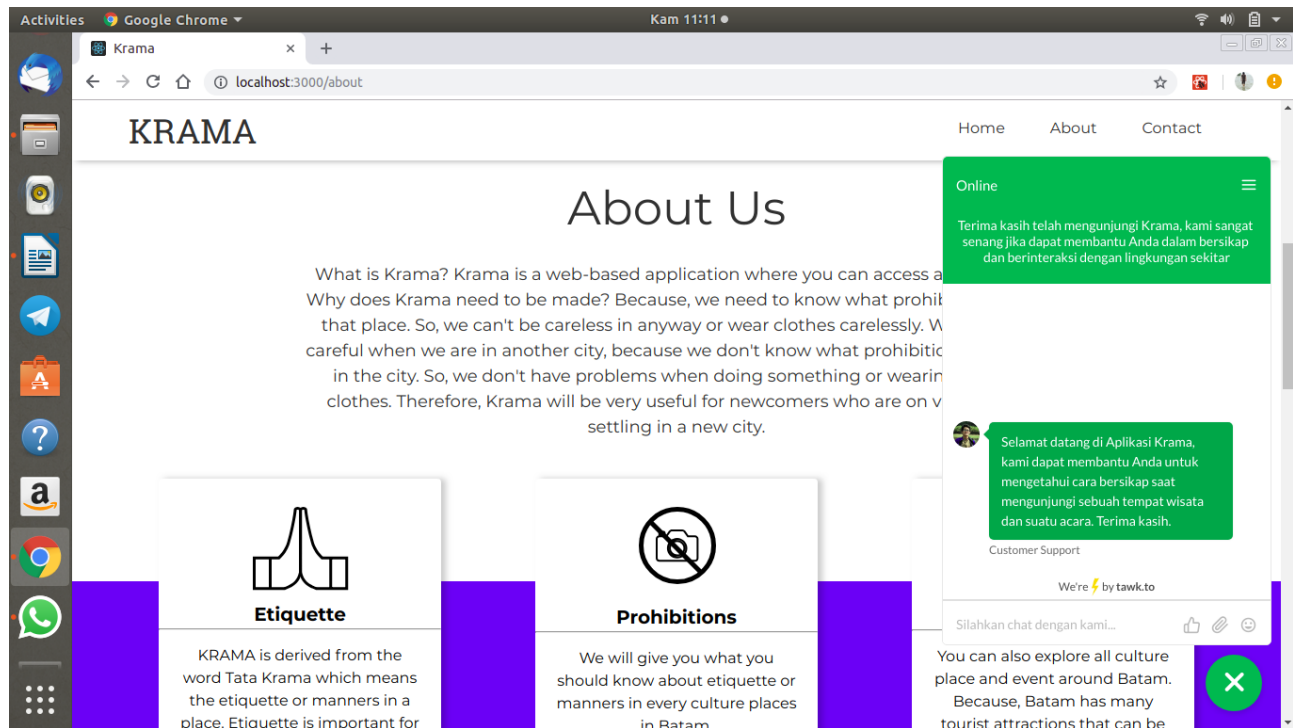 Activities
Google Chrome
Kam 11:11
Krama
localhost:3000/about
KRAMA
Home
About
Contact
About Us
What is Krama? Krama is a web-based application where you can access a
Why does Krama need to be made? Because, we need to know what prohib
that place. So, we can't be careless in anyway or wear clothes carelessly. W
careful when we are in another city, because we don't know what prohibitio
in the city. So, we don't have problems when doing something or wearin
clothes. Therefore, Krama will be very useful for newcomers who are on v
settling in a new city.
Etiquette
KRAMA is derived from the
word Tata Krama which means
the etiquette or manners in a
place. Etiquette is important for
Prohibitions
We will give you what you
should know about etiquette or
manners in every culture places
in Batam
You can also explore all culture
place and event around Batam.
Because, Batam has many
tourist attractions that can be
Online
Terima kasih telah mengunjungi Krama, kami sangat
senang jika dapat membantu Anda dalam bersikap
dan berinteraksi dengan lingkungan sekitar
Selamat datang di Aplikasi Krama,
kami dapat membantu Anda untuk
mengetahui cara bersikap saat
mengunjungi sebuah tempat wisata
dan suatu acara. Terima kasih.
Customer Support
We're by tawk.to
Silahkan chat dengan kami...